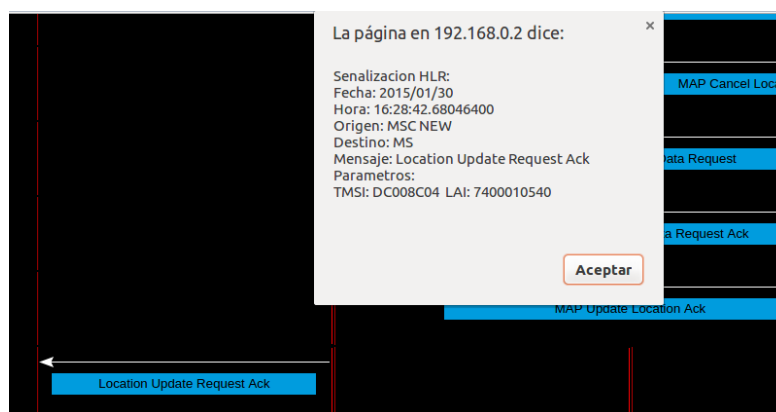 La página en 192.168.0.2 dice:
×
Senalizacion HLR:
Fecha: 2015/01/30
Hora: 16:28:42.68046400
Origen: MSC NEW
Destino: MS
Mensaje: Location Update Request Ack
Parametros:
TMSI: DC008C04 LAI: 7400010540
Aceptar
MAP Cancel Loca
Data Request
a Request Ack
MAP Update Location Ack
Location Update Request Ack